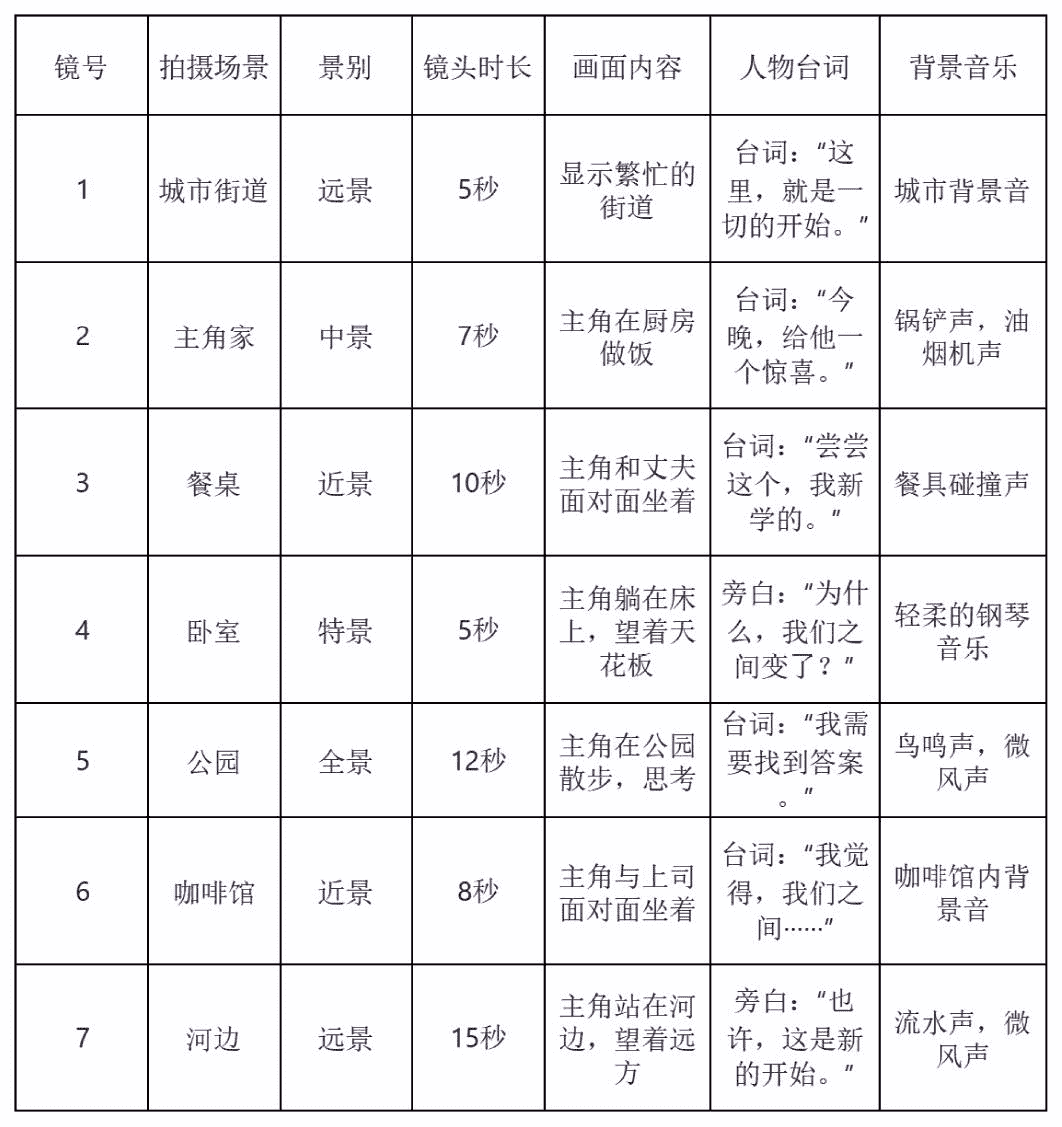 镜号 拍摄场景 景别 镜头时长 画面内容 人物台词 背景音乐
1 城市街道 远景 5秒 显示繁忙的
街道 台词：“这
里，就是一
切的开始。” 城市背景音
2 主角家 中景 7秒 主角在厨房
做饭 台词：“今
晚，给他一
个惊喜。” 锅铲声，油
烟机声
3 餐桌 近景 10秒 主角和丈夫
面对面坐着 台词：“尝尝
这个，我新
学的。” 餐具碰撞声
4 卧室 特景 5秒 主角躺在床
上，望着天
花板 旁白：“为什
么，我们之
间变了？” 轻柔的钢琴
音乐
5 公园 全景 12秒 主角在公园
散步，思考 台词：“我需
要找到答案
。” 鸟鸣声，微
风声
6 咖啡馆 近景 8秒 主角与上司
面对面坐着 台词：“我觉
得，我们之
间……” 咖啡馆内背
景音
7 河边 远景 15秒 主角站在河
边，望着远
方 旁白：“也
许，这是新
的开始。” 流水声，微
风声